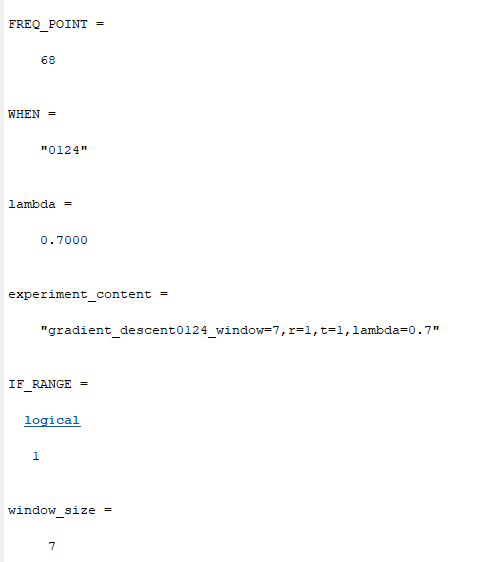 FREQ_POINT =
68
WHEN =
"0124"
lambda =
0.7000
experiment_content =
"gradient_descent0124_window=7,r=1,t=1,lambda=0.7"
IF_RANGE =
logical
1
window_size =
7